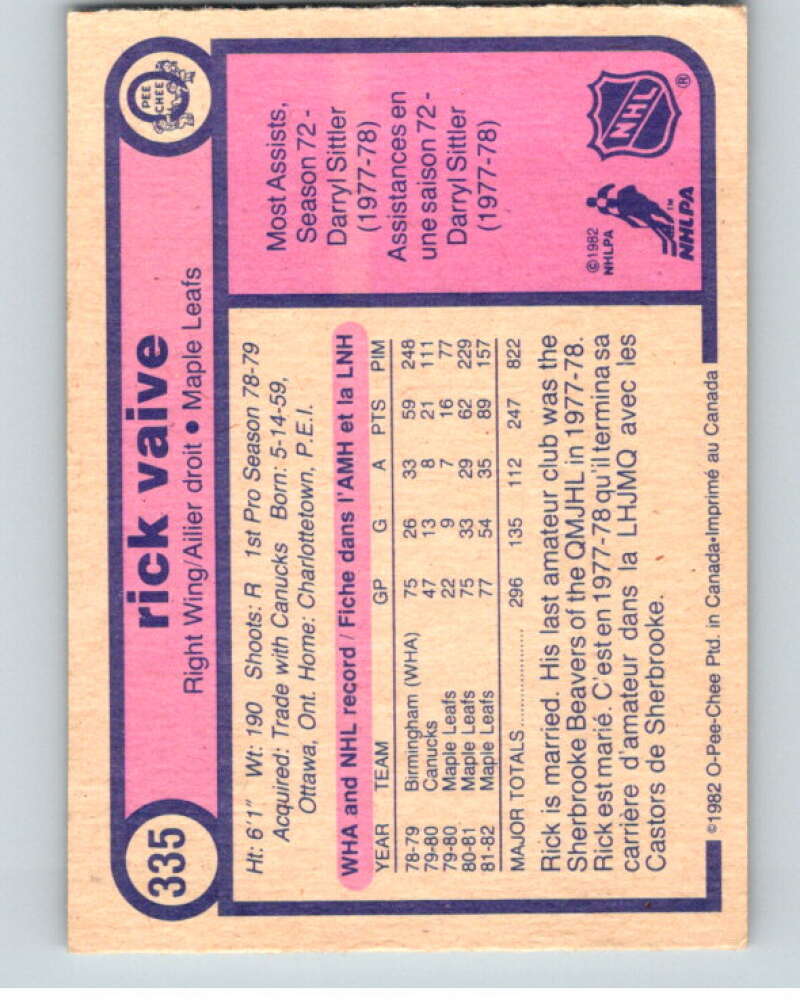 335
rick vaive
Right Wing/Ailier droit • Maple Leafs
O
PEE
CHEE
Ht: 6'1" Wt: 190 Shoots: R 1st Pro Season 78-79
Acquired: Trade with Canucks Born: 5-14-59,
Ottawa, Ont. Home: Charlottetown, P.E.I.
WHA and NHL record / Fiche dans l'AMH et la LNH
YEAR TEAM GP G A PTS PIM
78-79 Birmingham (WHA) 75 26 33 59 248
79-80 Canucks 47 13 8 21 111
79-80 Maple Leafs 22 9 7 16 77
80-81 Maple Leafs 75 33 29 62 229
81-82 Maple Leafs 77 54 35 89 157
MAJOR TOTALS.................... 296 135 112 247 822
Rick is married. His last amateur club was the
Sherbrooke Beavers of the QMJHL in 1977-78.
Rick est marié. C'est en 1977-78 qu'il termina sa
carrière d'amateur dans la LHJMQ avec les
Castors de Sherbrooke.
Most Assists,
Season 72 -
Darryl Sittler
(1977-78)
Assistances en
une saison 72 -
Darryl Sittler
(1977-78)
©1982
NHLPA
NHLPA
TM
NHL
®
©1982 O-Pee-Chee Ptd. in Canada•Imprimé au Canada